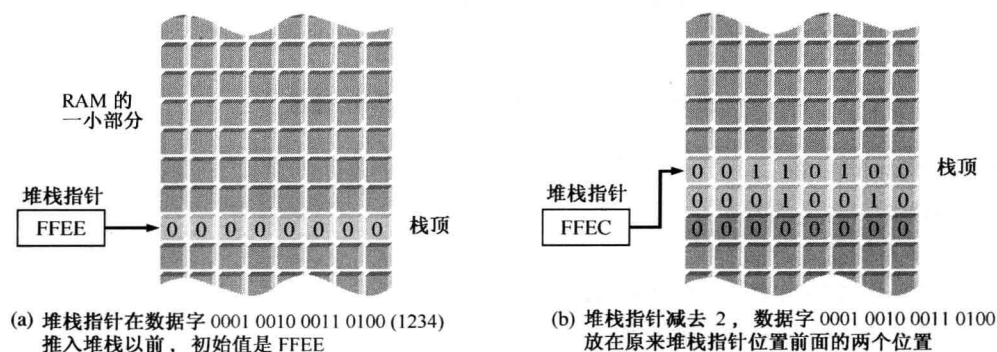 RAM 的
一小部分
堆栈指针
FFEE
0 0 0 0 0 0 0 0
栈顶
(a) 堆栈指针在数据字 0001 0010 0011 0100 (1234)
推入堆栈以前，初始值是 FFEE
堆栈指针
FFEC
0 0 1 1 0 1 0 0
栈顶
0 0 0 1 0 0 1 0
0 0 0 0 0 0 0 0
(b) 堆栈指针减去 2，数据字 0001 0010 0011 0100
放在原来堆栈指针位置前面的两个位置